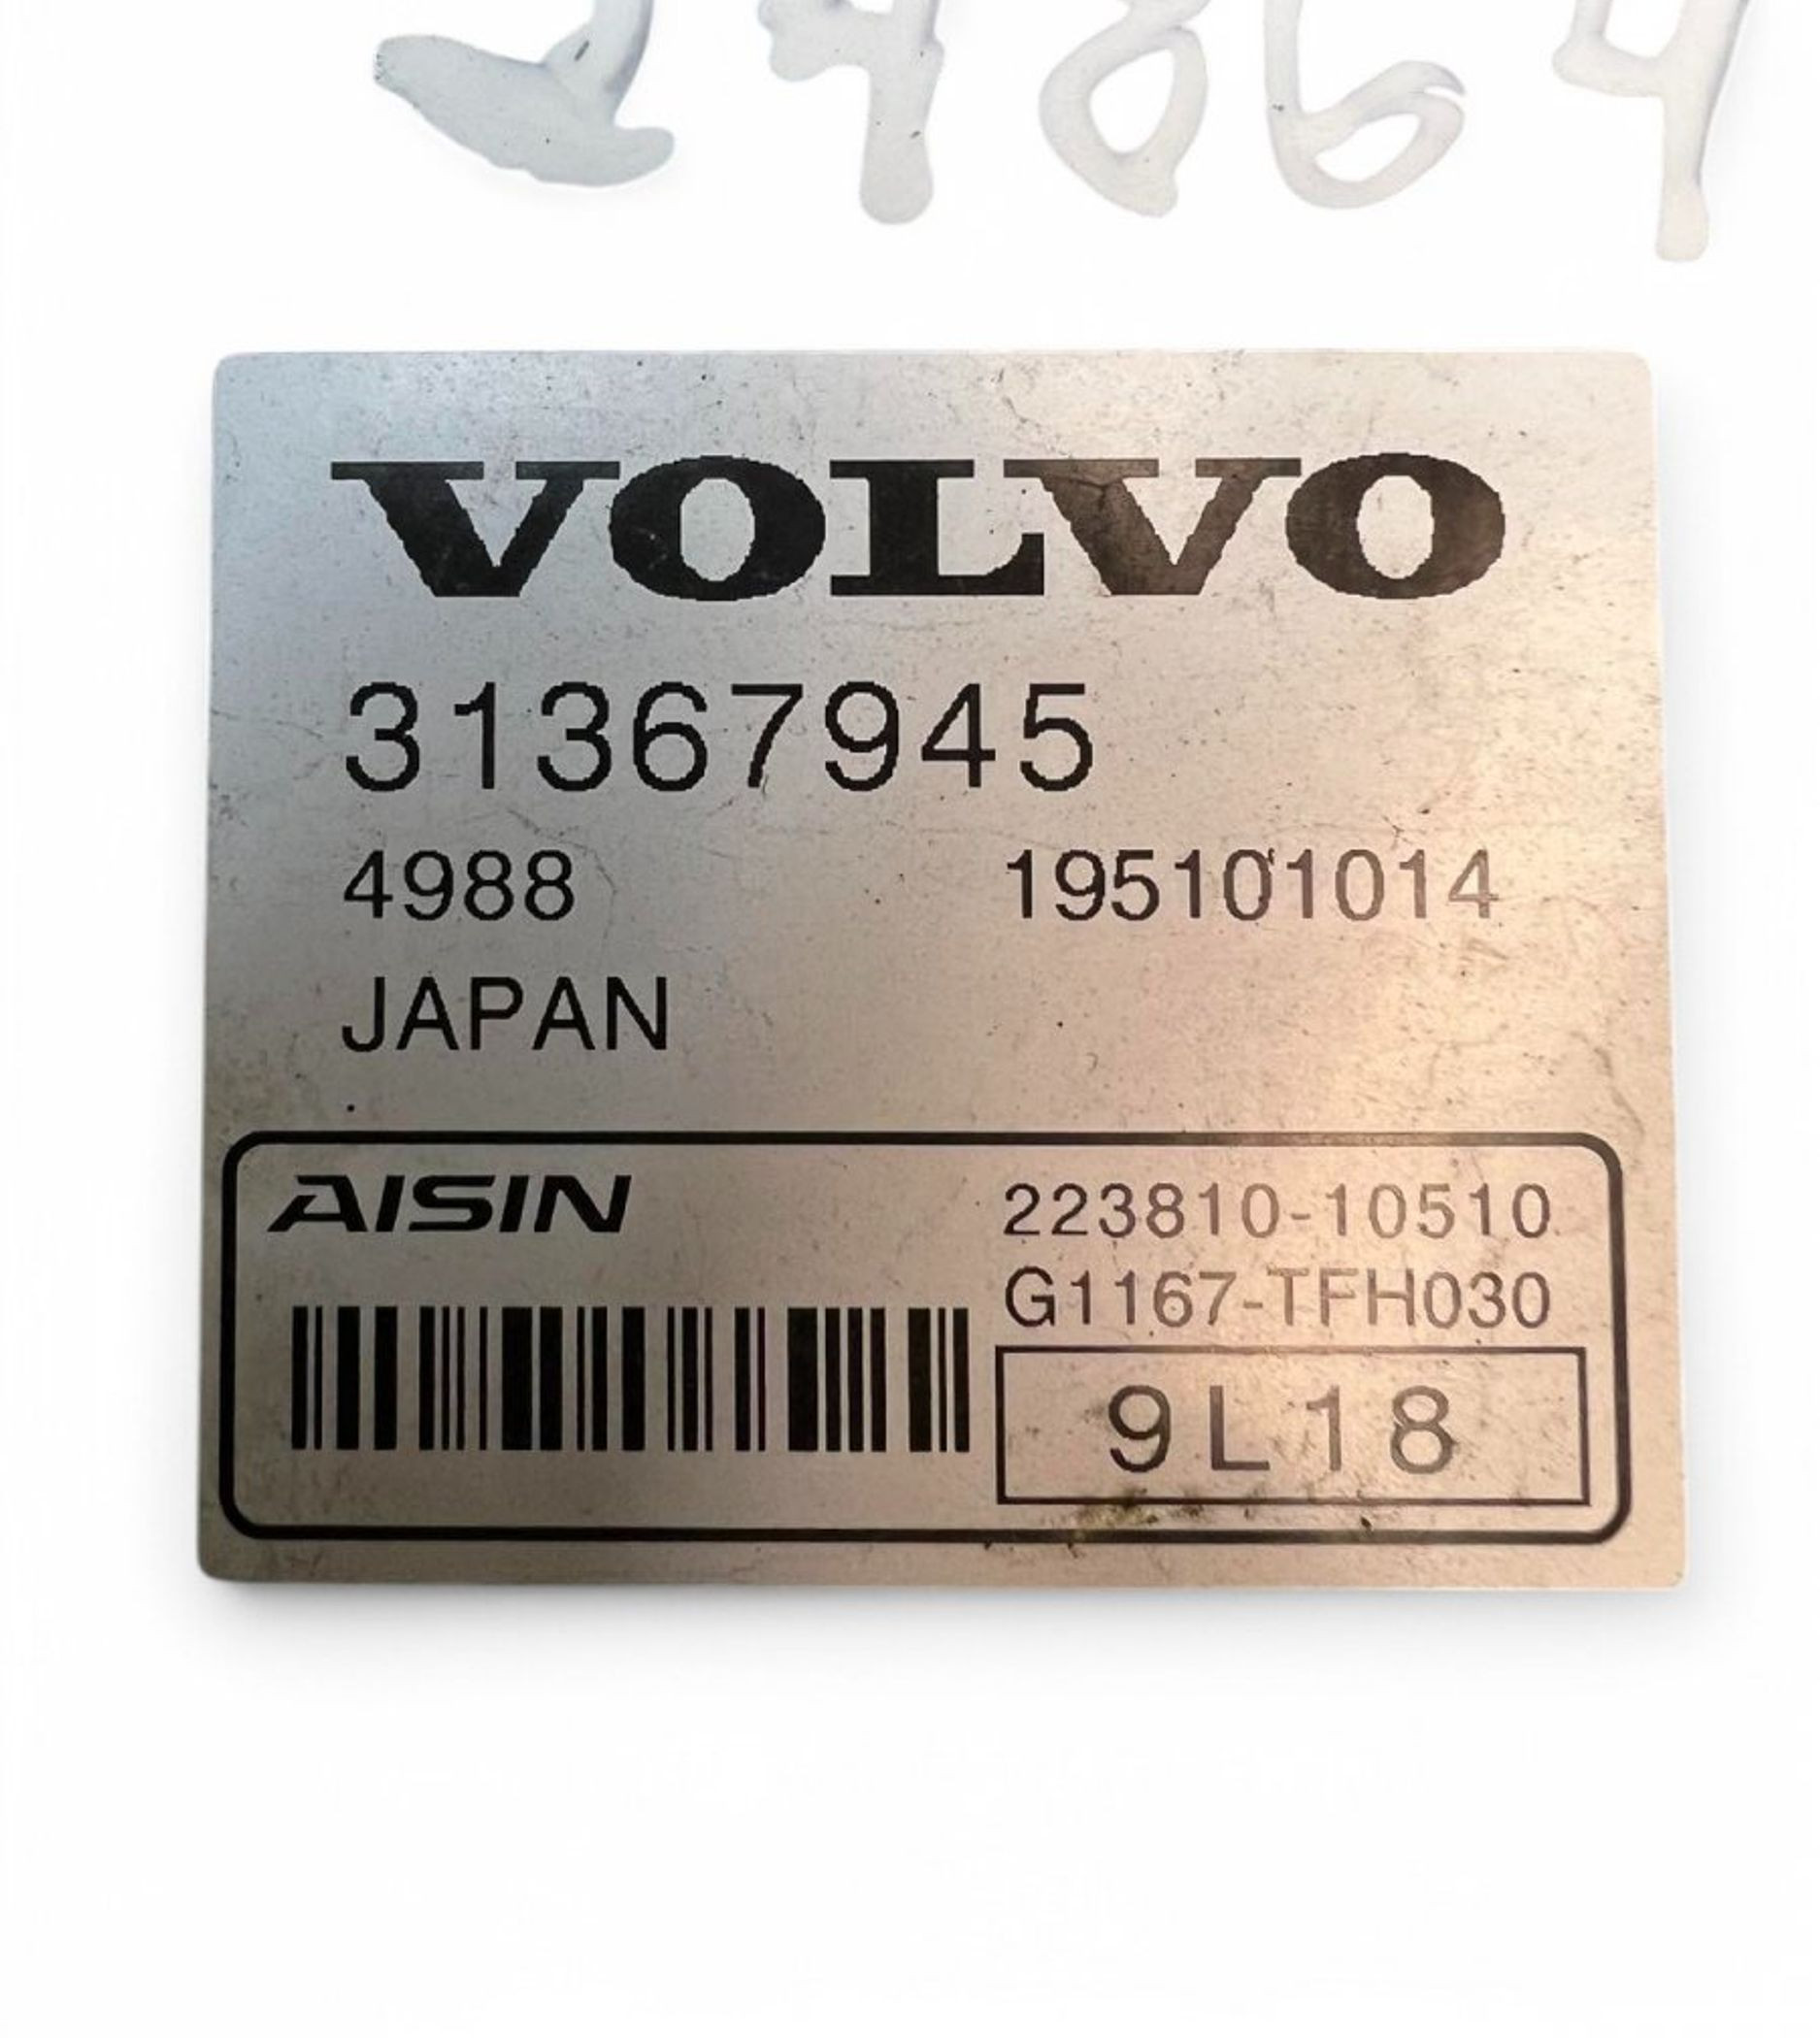 24864
VOLVO
31367945
4988 195101014
JAPAN
AISIN 223810-10510
G1167-TFH030
9L18